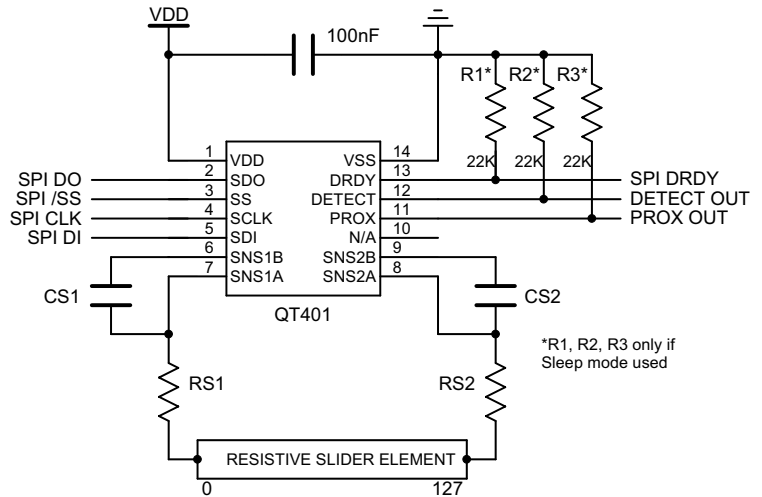 VDD
100nF
R1* R2* R3*
22K 22K 22K
1 VDD VSS 14
SPI DO 2 SDO DRDY 13 SPI DRDY
SPI /SS 3 SS DETECT 12 DETECT OUT
SPI CLK 4 SCLK PROX 11 PROX OUT
SPI DI 5 SDI N/A 10
6 SNS1B SNS2B 9
7 SNS1A SNS2A 8
CS1 CS2
QT401
*R1, R2, R3 only if
Sleep mode used
RS1 RS2
RESISTIVE SLIDER ELEMENT
0 127